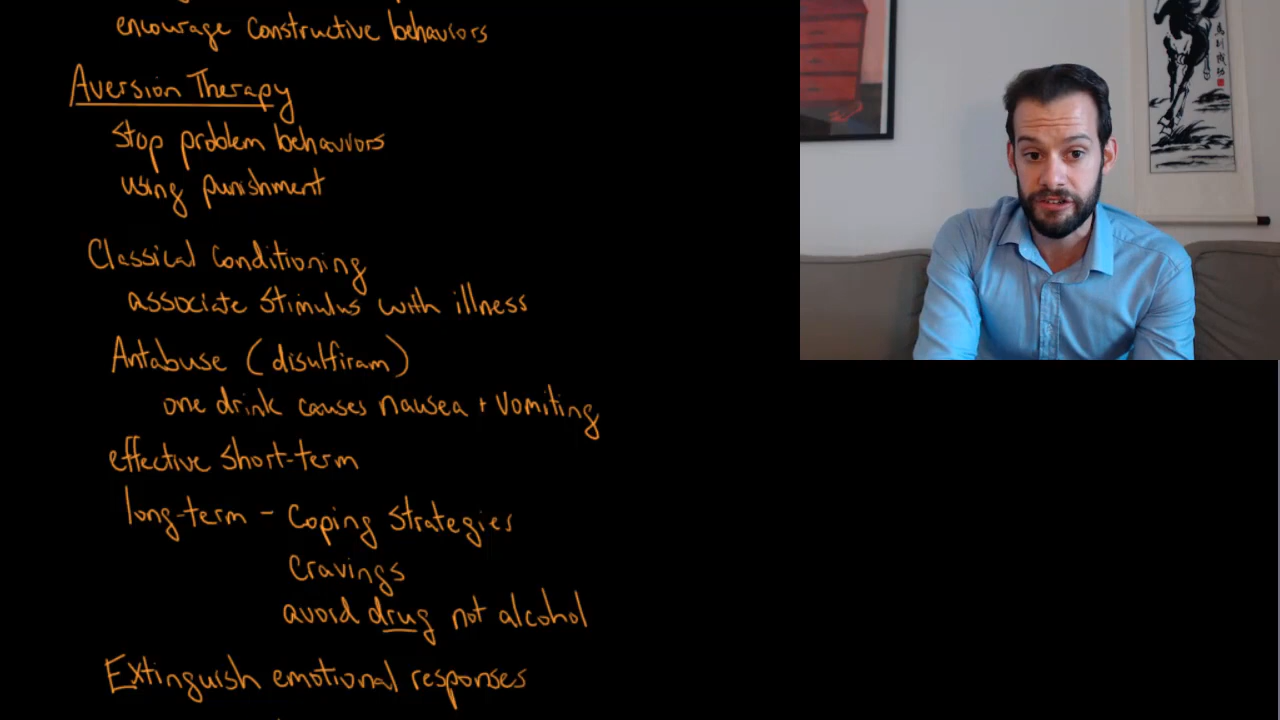 encourage constructive behaviors
Aversion Therapy
Stop problem behaviors
using punishment
Classical Conditioning
associate stimulus with illness
Antabuse (disulfiram)
one drink causes nausea + vomiting
effective short-term
long-term - Coping strategies
Cravings
avoid drug not alcohol
Extinguish emotional responses